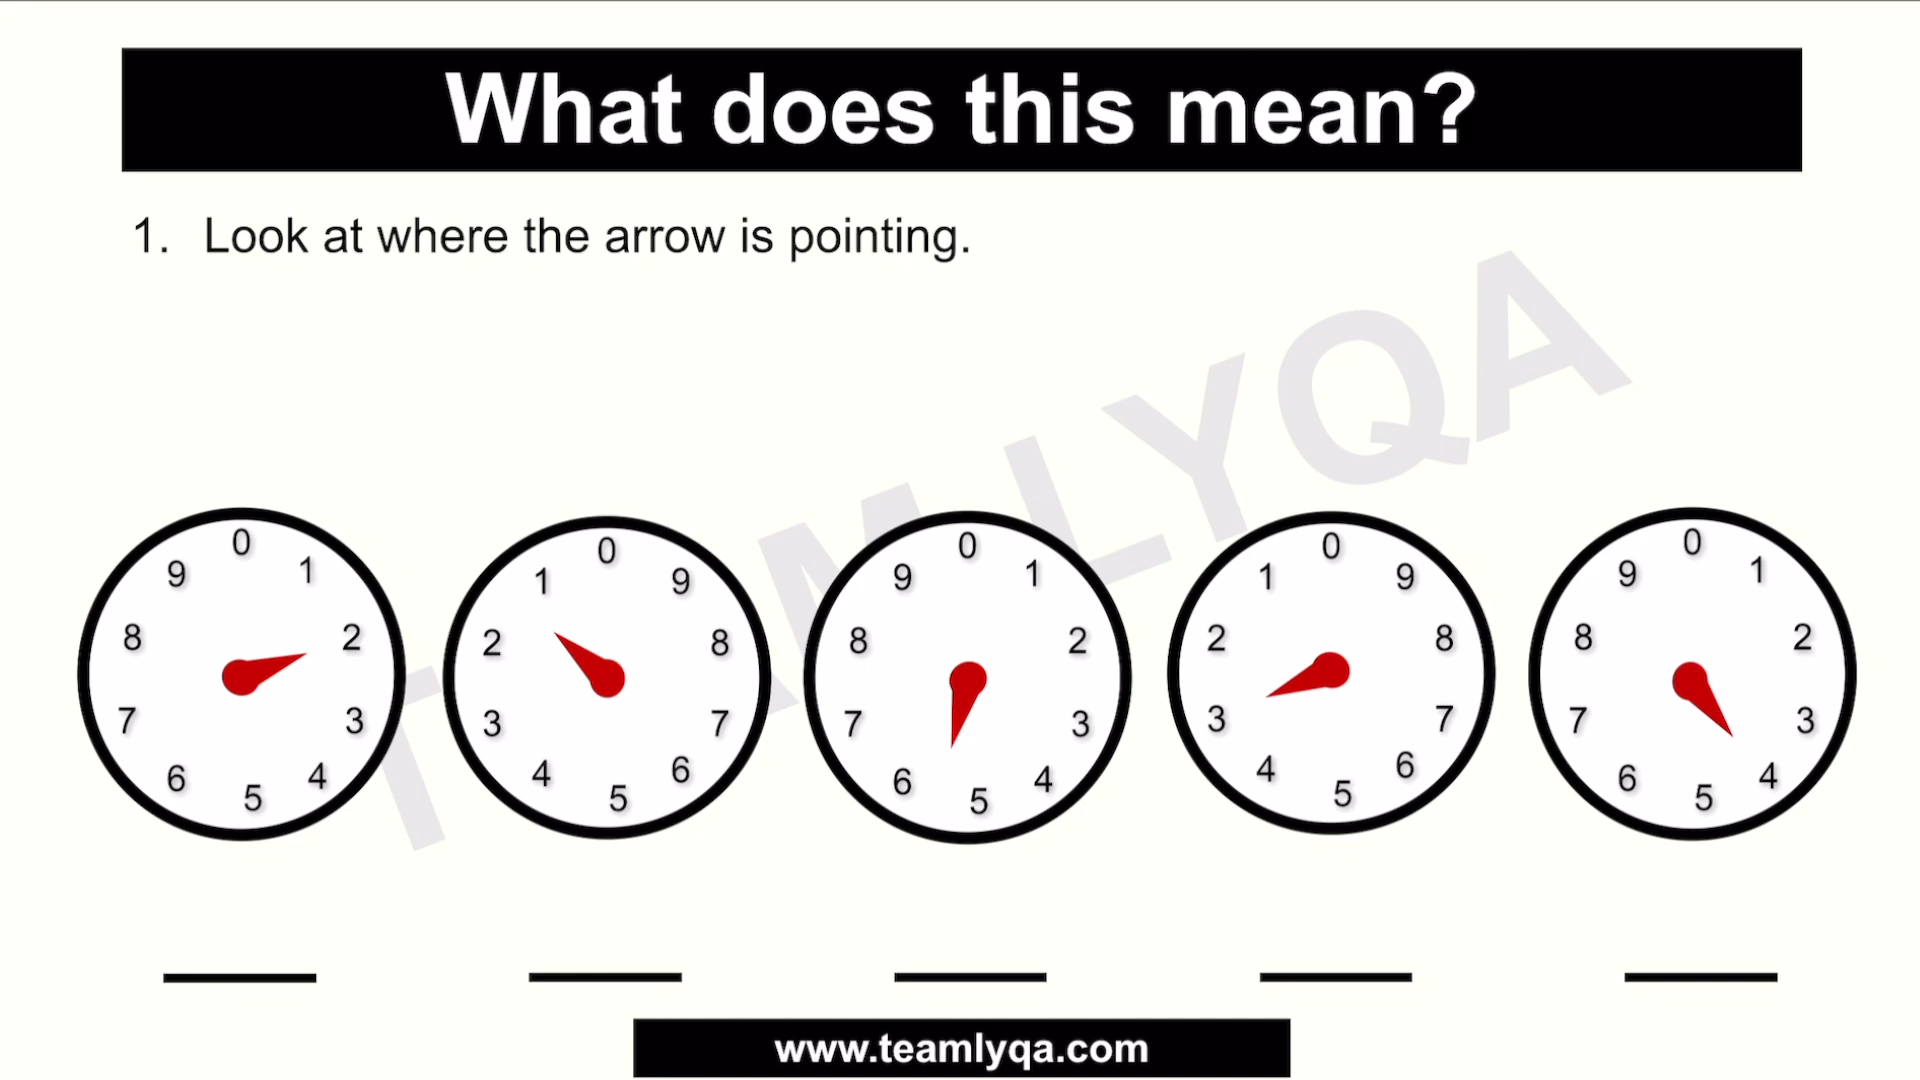 What does this mean?
1. Look at where the arrow is pointing.
TEAMLYQA
0 1 2 3 4 5 6 7 8 9
0 9 8 7 6 5 4 3 2 1
0 1 2 3 4 5 6 7 8 9
0 9 8 7 6 5 4 3 2 1
0 1 2 3 4 5 6 7 8 9
www.teamlyqa.com